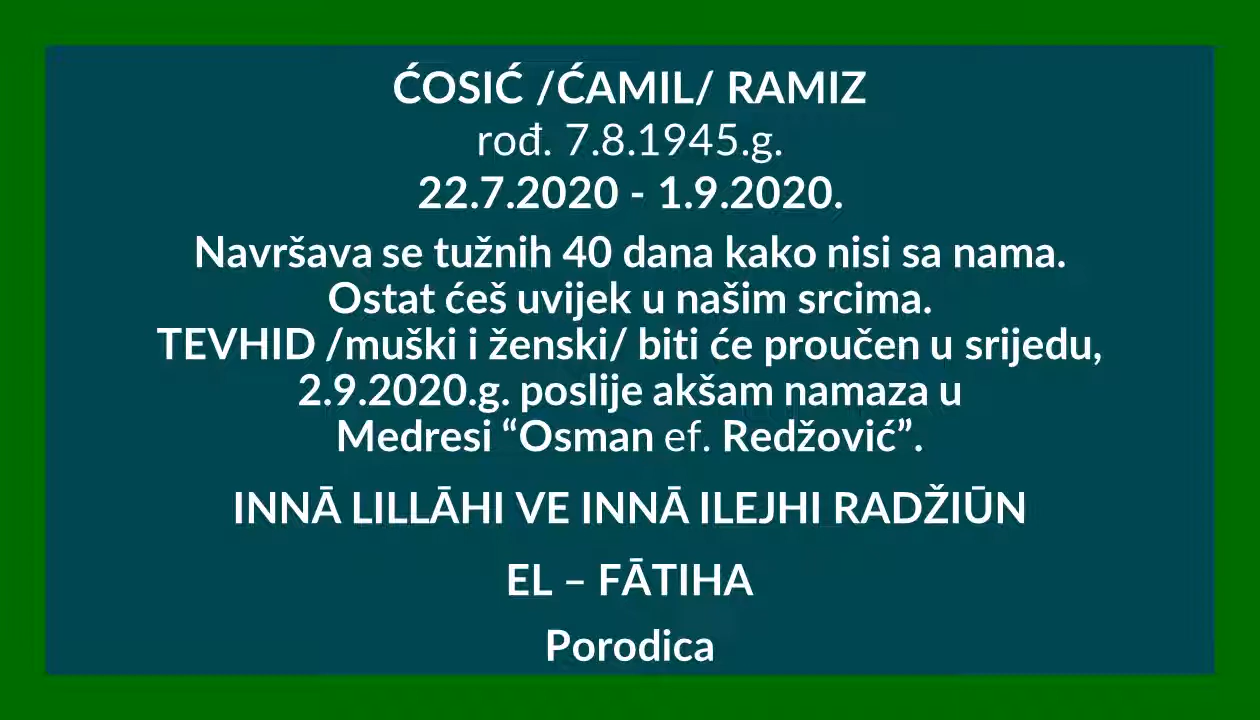 ĆOSIĆ /ĆAMIL/ RAMIZ
rođ. 7.8.1945.g.
22.7.2020 - 1.9.2020.
Navršava se tužnih 40 dana kako nisi sa nama.
Ostat ćeš uvijek u našim srcima.
TEVHID /muški i ženski/ biti će proučen u srijedu,
2.9.2020.g. poslije akšam namaza u
Medresi “Osman ef. Redžović”.
INNĀ LILLĀHI VE INNĀ ILEJHI RADŽIŪN
EL – FĀTIHA
Porodica